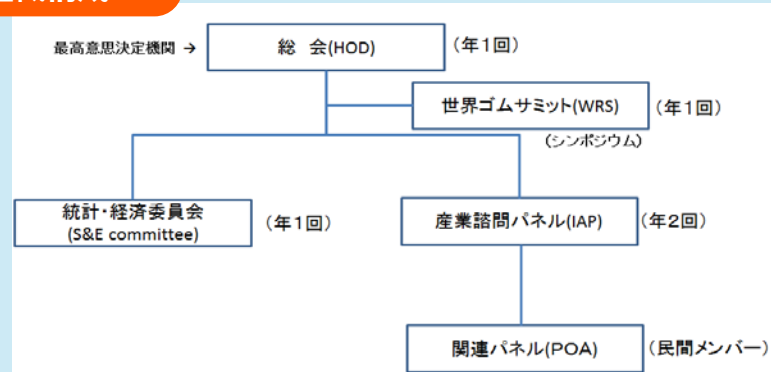 最高意思決定機関 → 総 会(HOD) (年1回)
世界ゴムサミット(WRS) (年1回)
(シンポジウム)
統計・経済委員会
(S&E committee) (年1回)
産業諮問パネル(IAP) (年2回)
関連パネル(POA) (民間メンバー)